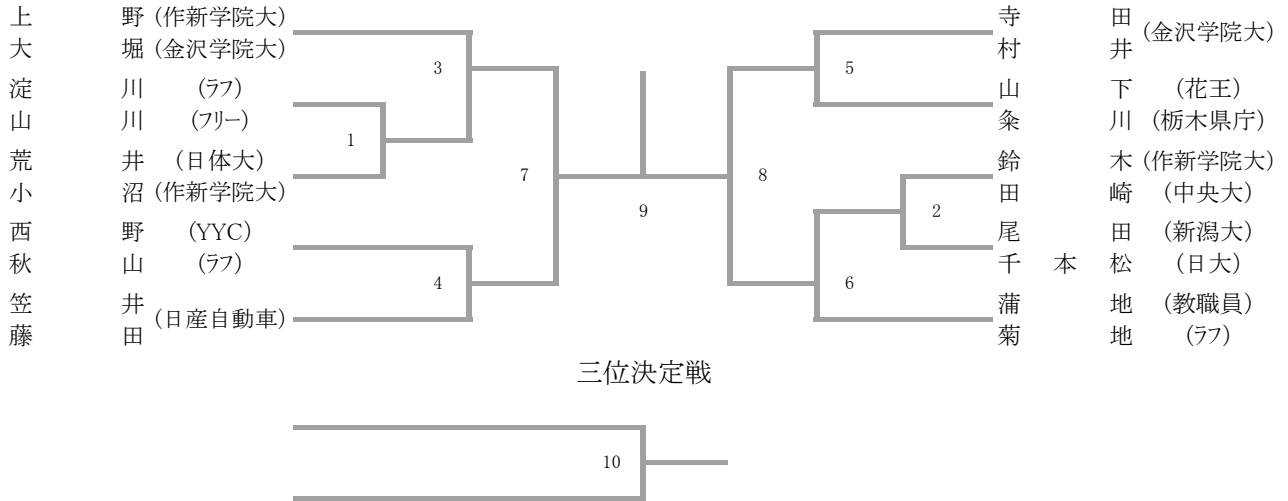 上野(作新学院大)
大堀(金沢学院大)
淀川(ﾗﾌ)
山川(ﾌﾘｰ)
荒井(日体大)
小沼(作新学院大)
西野(YYC)
秋山(ﾗﾌ)
笠井
(日産自動車)
藤田
3
1
7
4
9
5
8
2
6
寺田
(金沢学院大)
村井
山下(花王)
粂川(栃木県庁)
鈴木(作新学院大)
田崎(中央大)
尾田(新潟大)
千本松(日大)
蒲地(教職員)
菊地(ﾗﾌ)
三位決定戦
10